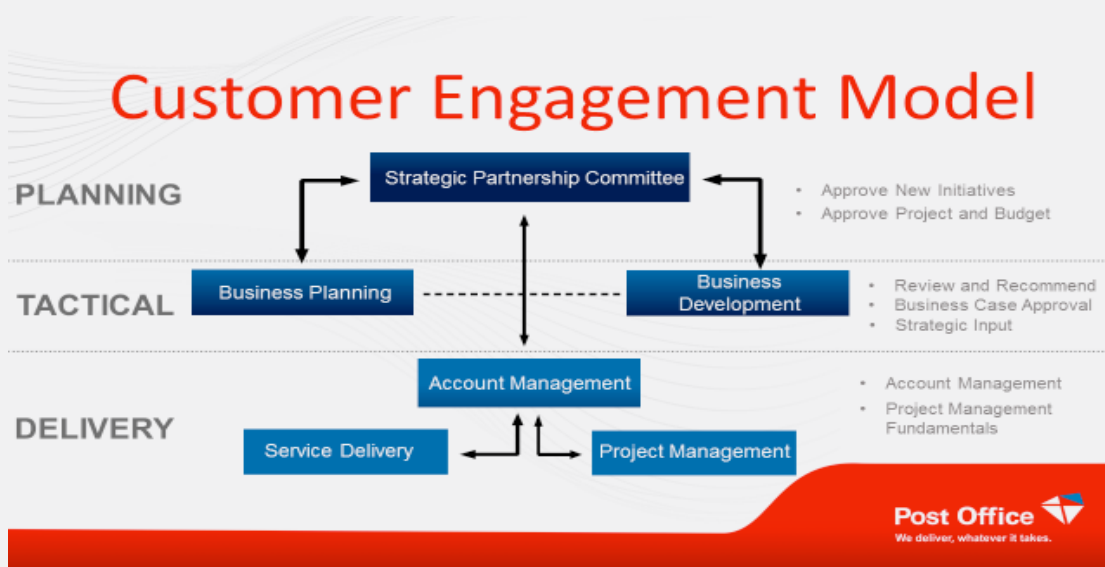 Customer Engagement Model
PLANNING
Strategic Partnership Committee
• Approve New Initiatives
• Approve Project and Budget
TACTICAL
Business Planning
Business
Development
• Review and Recommend
• Business Case Approval
• Strategic Input
DELIVERY
Account Management
Service Delivery
Project Management
• Account Management
• Project Management
Fundamentals
Post Office
We deliver, whatever it takes.